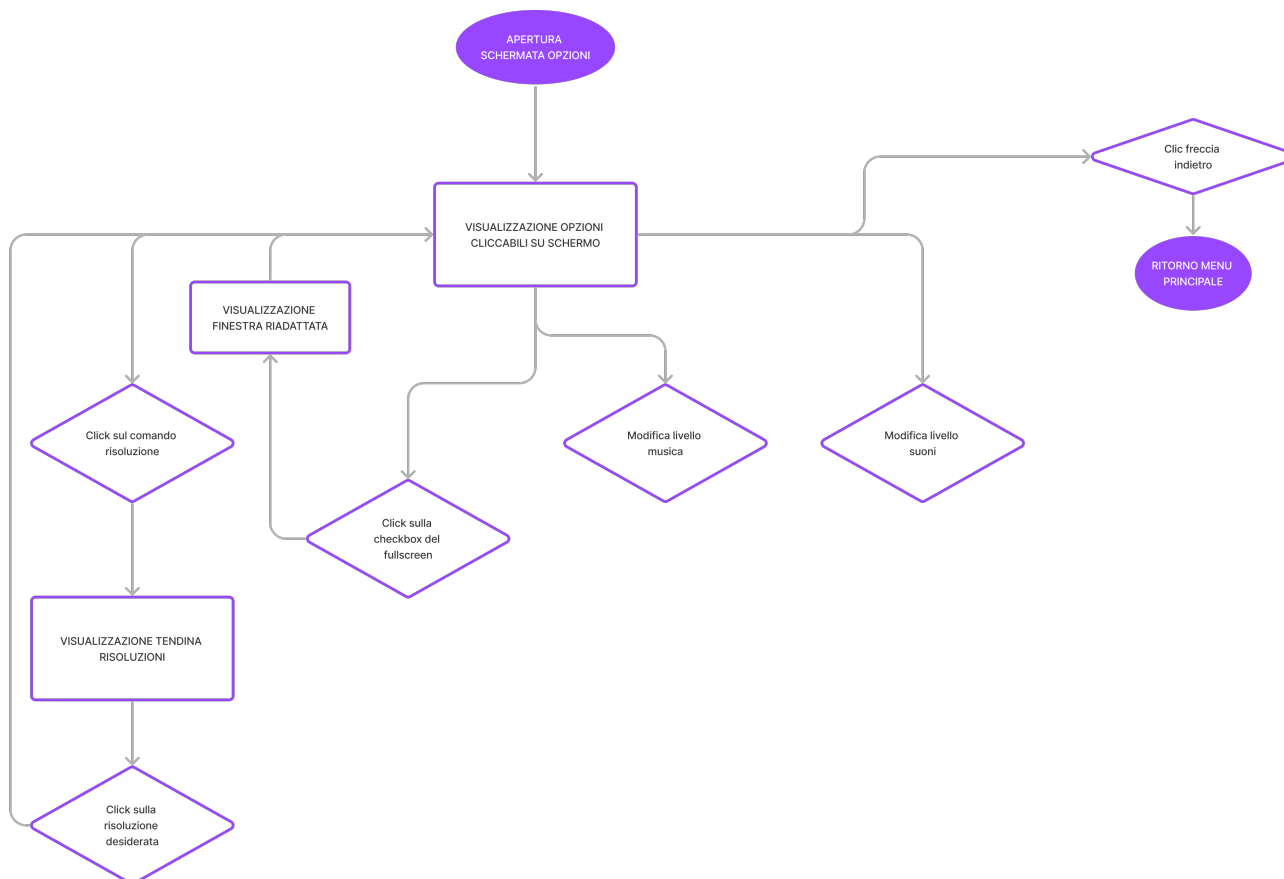 APERTURA
SCHERMATA OPZIONI
Clic freccia
indietro
VISUALIZZAZIONE OPZIONI
CLICCABILI SU SCHERMO
RITORNO MENU
PRINCIPALE
VISUALIZZAZIONE
FINESTRA RIADATTATA
Click sul comando
risoluzione
Modifica livello
musica
Modifica livello
suoni
Click sulla
checkbox del
fullscreen
VISUALIZZAZIONE TENDINA
RISOLUZIONI
Click sulla
risoluzione
desiderata